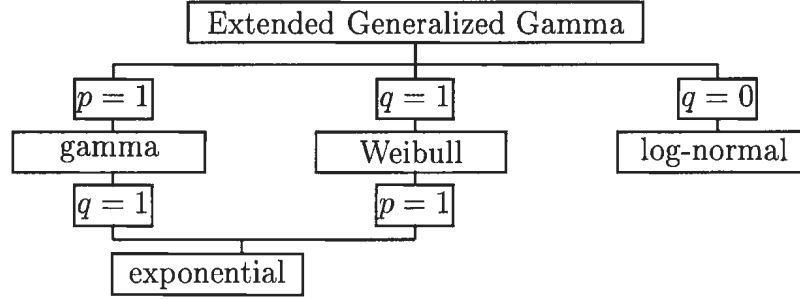 Extended Generalized Gamma
p = 1
q = 1
q = 0
gamma
Weibull
log-normal
q = 1
p = 1
exponential